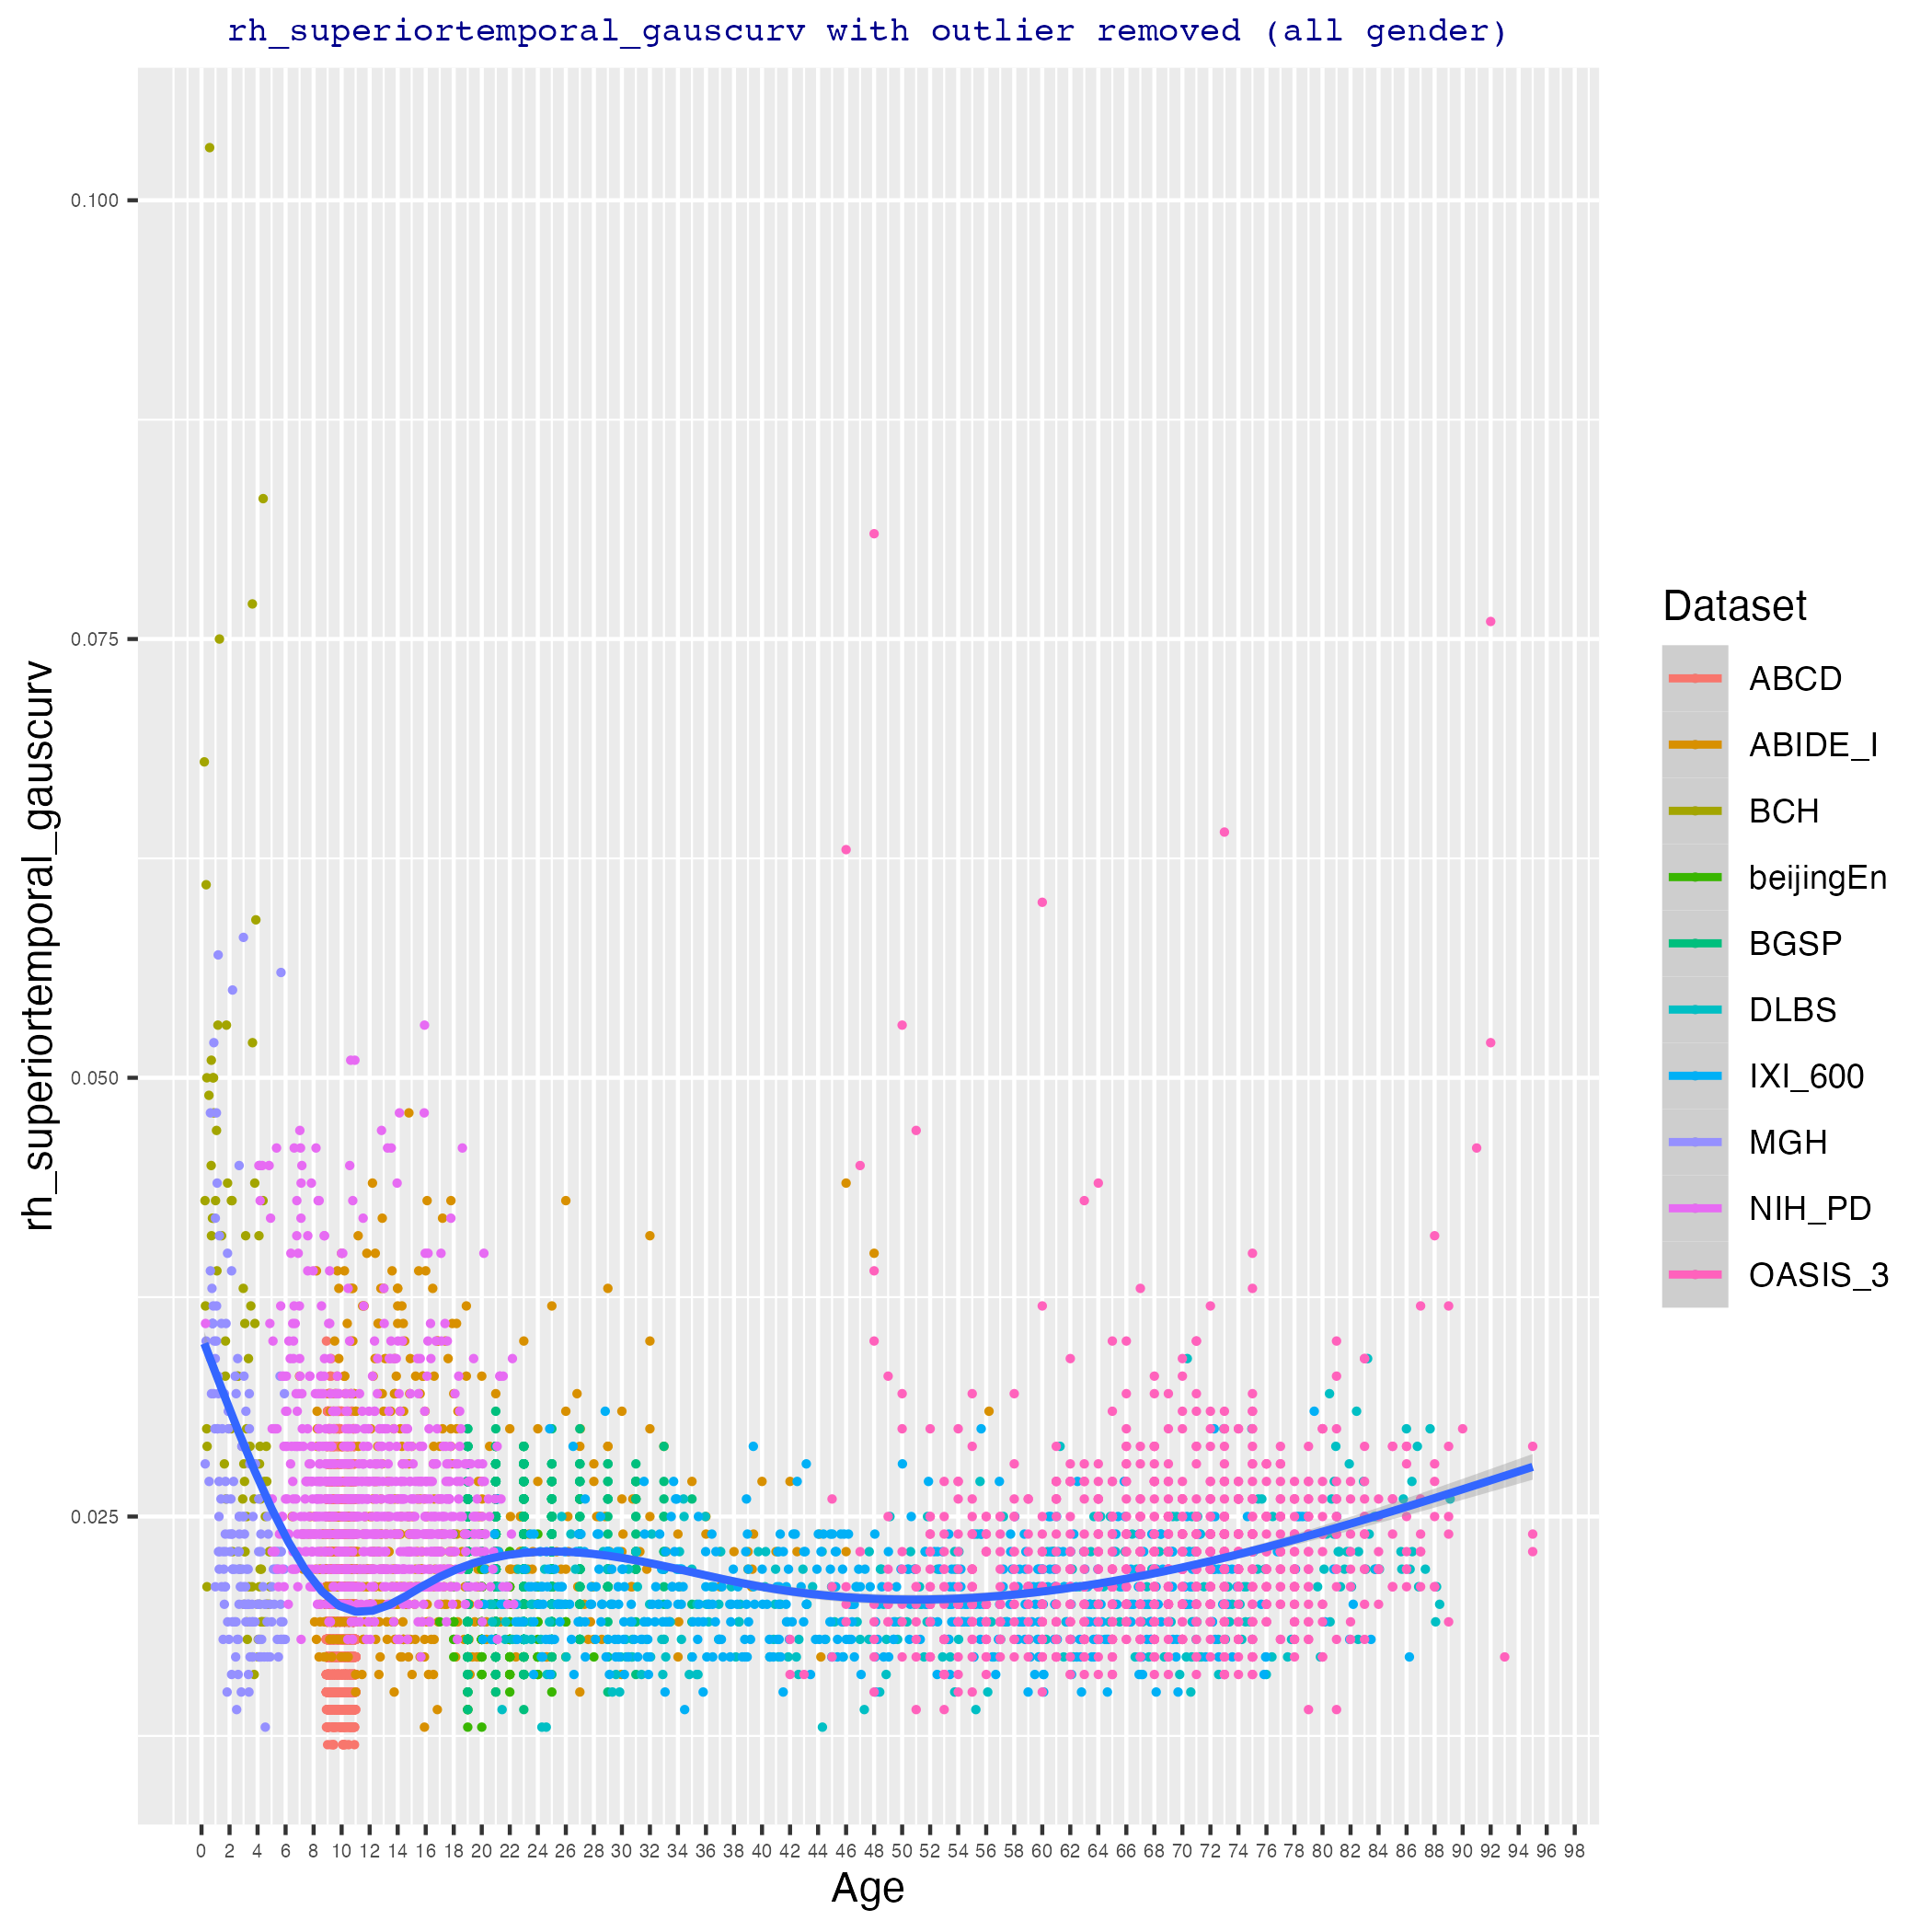 rh_superiortemporal_gauscurv with outlier removed (all gender)
0.100
0.075
0.050
0.025
rh_superiortemporal_gauscurv
0 2 4 6 8 10 12 14 16 18 20 22 24 26 28 30 32 34 36 38 40 42 44 46 48 50 52 54 56 58 60 62 64 66 68 70 72 74 76 78 80 82 84 86 88 90 92 94 96 98
Age
Dataset
ABCD
ABIDE_I
BCH
beijingEn
BGSP
DLBS
IXI_600
MGH
NIH_PD
OASIS_3